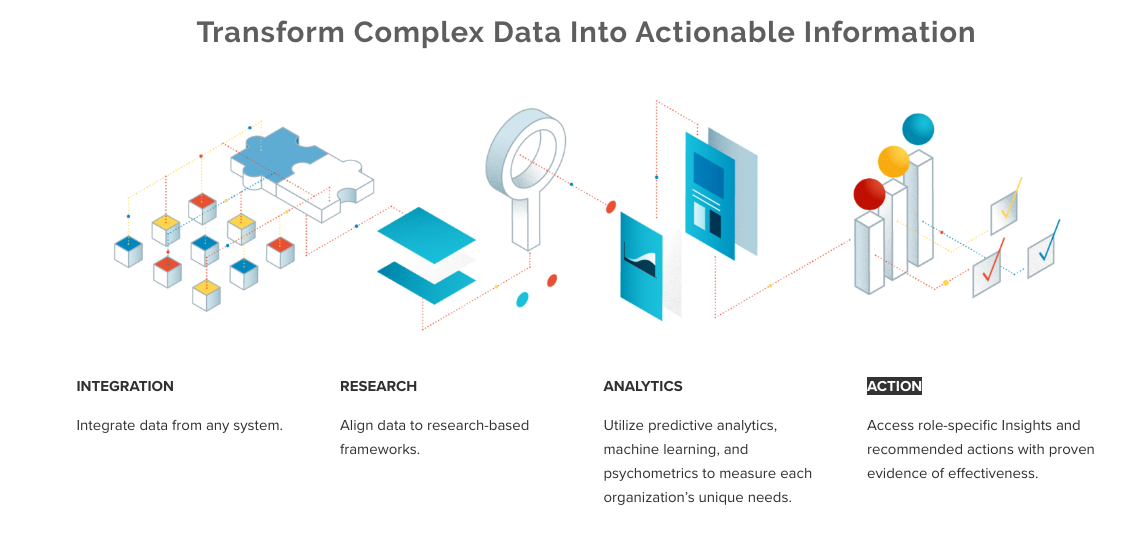 Transform Complex Data Into Actionable Information
INTEGRATION
Integrate data from any system.
RESEARCH
Align data to research-based
frameworks.
ANALYTICS
Utilize predictive analytics,
machine learning, and
psychometrics to measure each
organization’s unique needs.
ACTION
Access role-specific Insights and
recommended actions with proven
evidence of effectiveness.